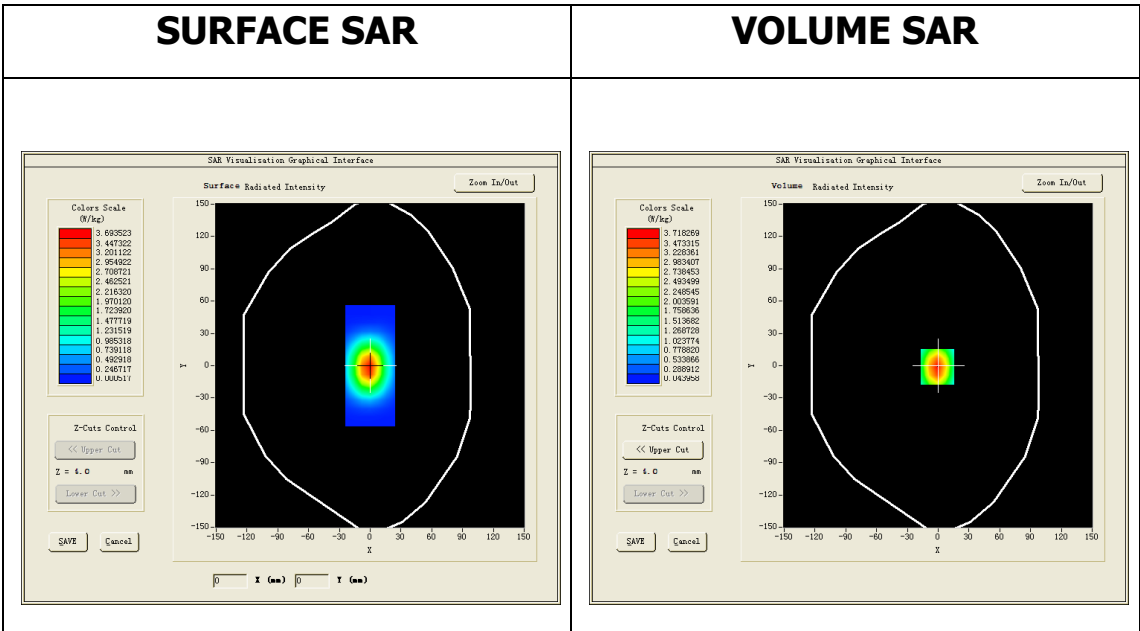 SURFACE SAR
VOLUME SAR
SAR Visualisation Graphical Interface
Surface Radiated Intensity
Zoom In/Out
Colors Scale
(W/kg)
3.693523
3.447322
3.201122
2.954922
2.708721
2.462521
2.216320
1.970120
1.723920
1.477719
1.231519
0.985318
0.739118
0.492918
0.246717
0.000517
Z-Cuts Control
<< Upper Cut
Z = 4.0 mm
Lower Cut >>
SAVE
Cancel
150
120
90
60
30
0
-30
-60
-90
-120
-150
Y
-150 -120 -90 -60 -30 0 30 60 90 120 150
X
0 X (mm) 0 Y (mm)
SAR Visualisation Graphical Interface
Volume Radiated Intensity
Zoom In/Out
Colors Scale
(W/kg)
3.718269
3.473315
3.228361
2.983407
2.738453
2.493499
2.248545
2.003591
1.758636
1.513682
1.268728
1.023774
0.778820
0.533866
0.288912
0.043958
Z-Cuts Control
<< Upper Cut
Z = 4.0 mm
Lower Cut >>
SAVE
Cancel
150
120
90
60
30
0
-30
-60
-90
-120
-150
Y
-150 -120 -90 -60 -30 0 30 60 90 120 150
X